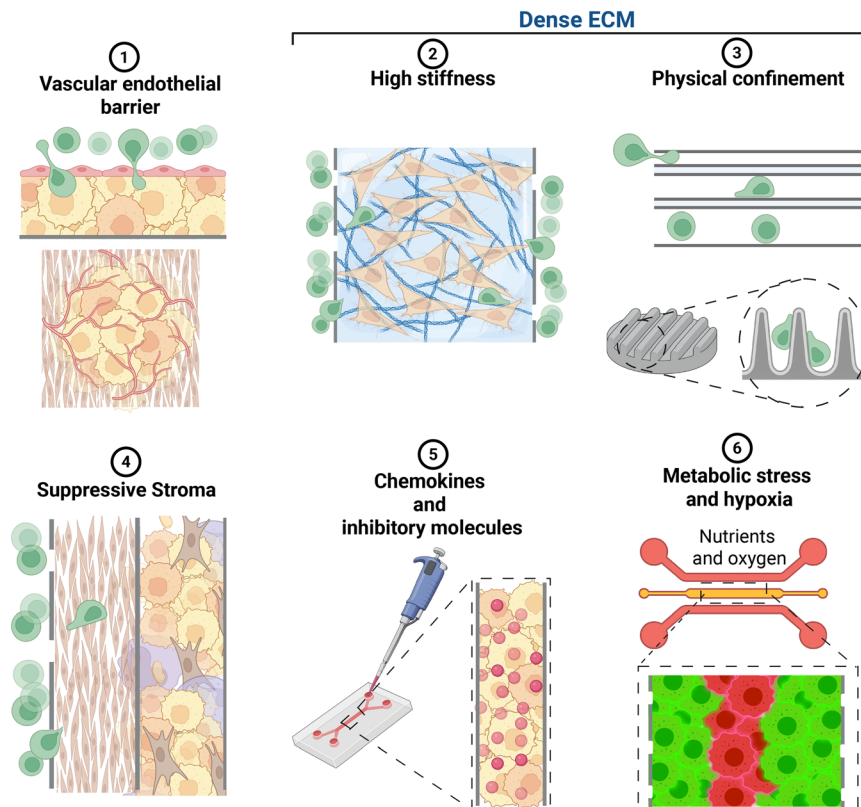 Dense ECM
1
Vascular endothelial
barrier
2
High stiffness
3
Physical confinement
4
Suppressive Stroma
5
Chemokines
and
inhibitory molecules
6
Metabolic stress
and hypoxia
Nutrients
and oxygen